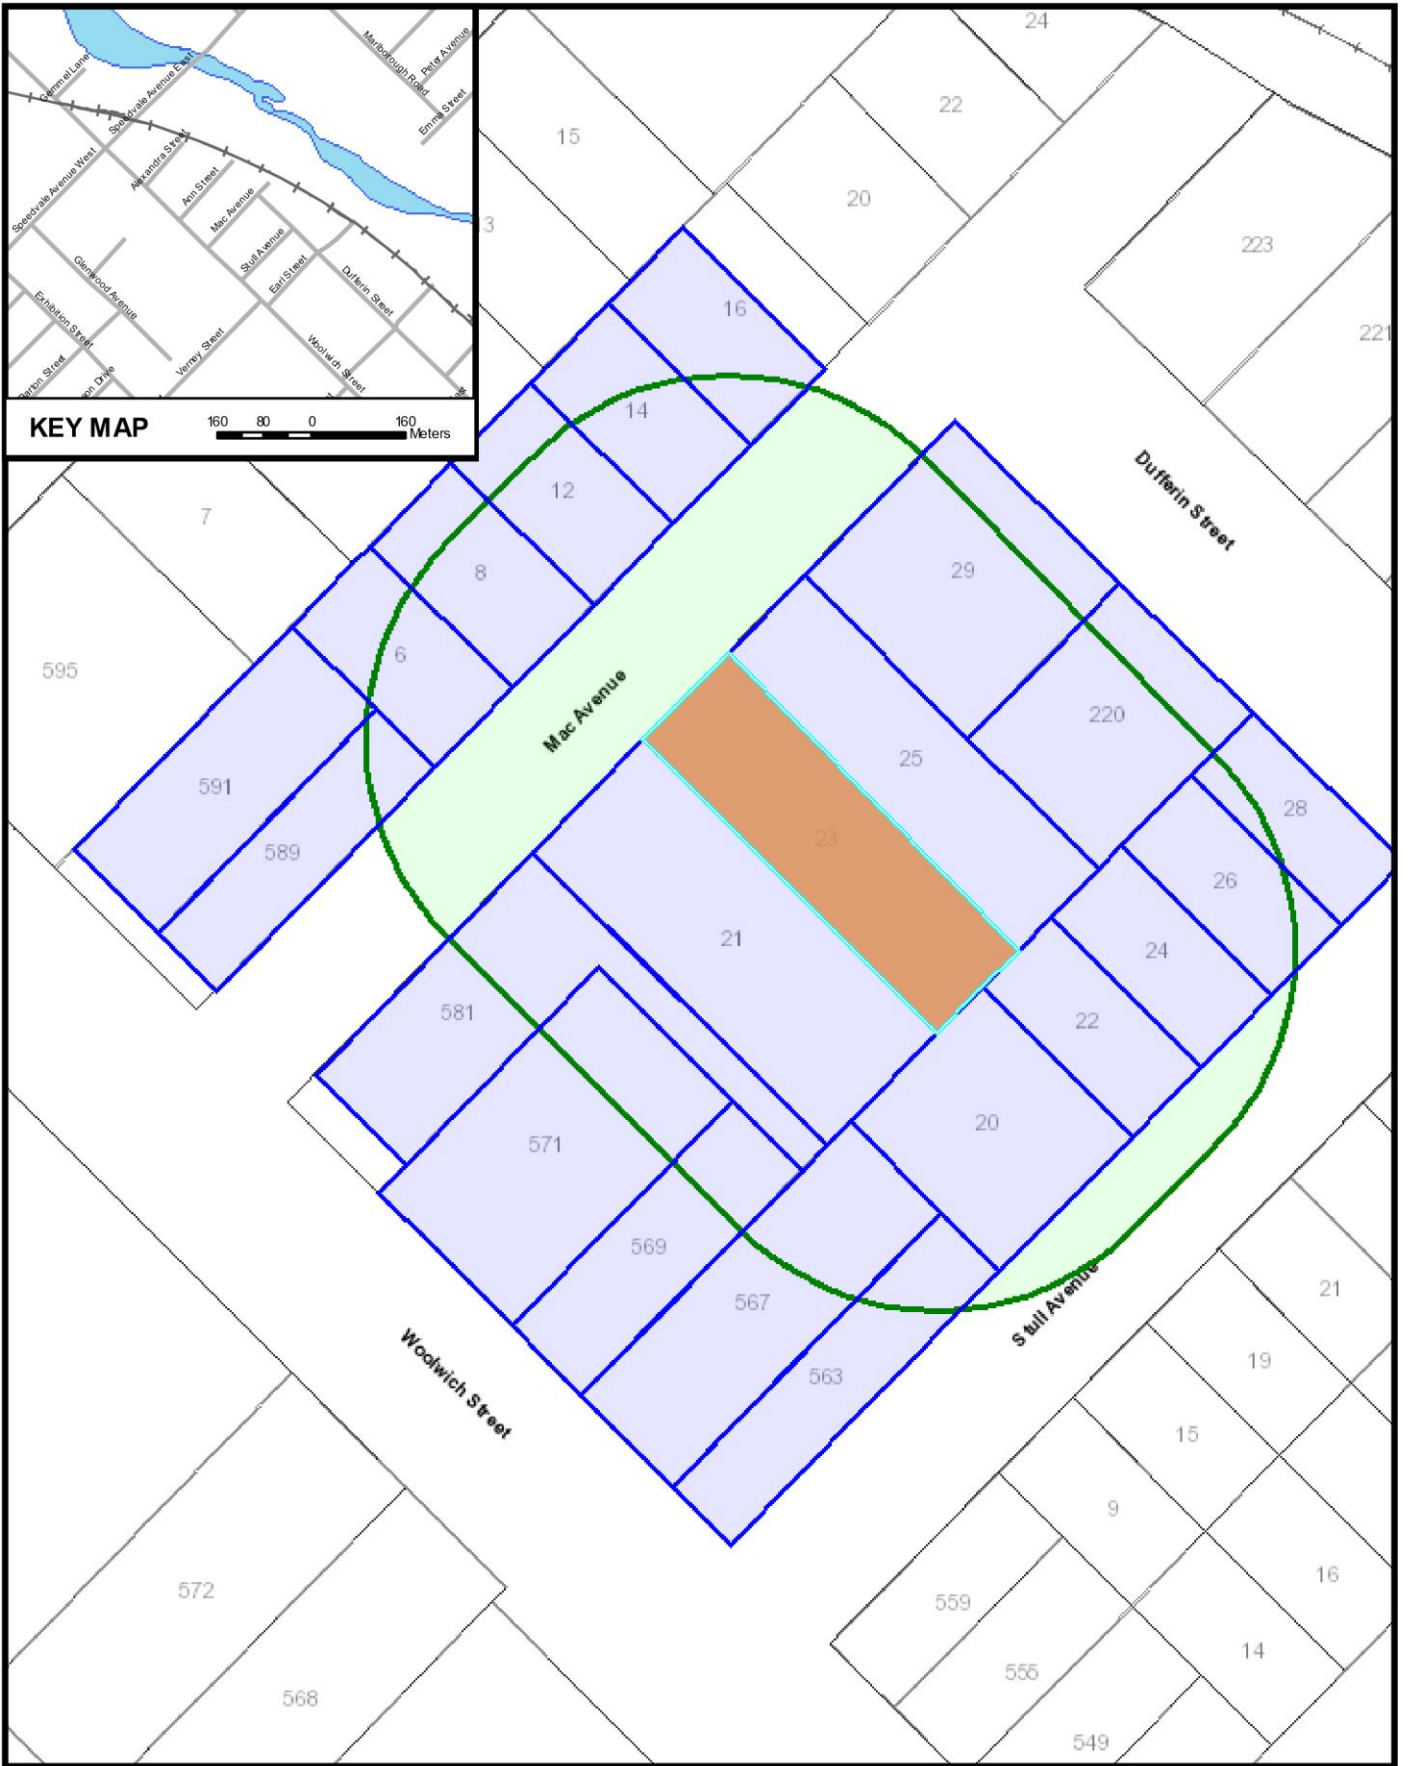 Gemmel Lane
Speedvale Avenue East
Marlborough Road
Peter Avenue
Emma Street
Speedvale Avenue West
Alexandra Street
Ann Street
Mac Avenue
Stull Avenue
Earl Street
Glenwood Avenue
Dufferin Street
Exhibition Street
Verney Street
Woolwich Street
Barton Street
son Drive
KEY MAP
160 80 0 160
Meters
24
22
15
20
3
223
16
221
14
12
7
Dufferin Street
8
29
6
595
Mac Avenue
220
25
591
28
23
589
26
21
24
581
22
20
571
569
Stull Avenue
21
567
19
563
Woolwich Street
15
9
16
572
559
14
555
568
549